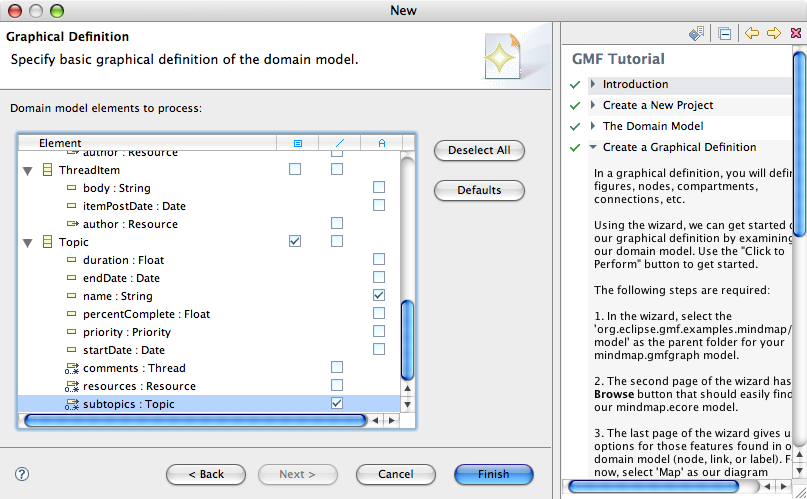 New
Graphical Definition
Specify basic graphical definition of the domain model.
Domain model elements to process:
Element
author : Resource
ThreadItem
body : String
itemPostDate : Date
author : Resource
Topic
duration : Float
endDate : Date
name : String
percentComplete : Float
priority : Priority
startDate : Date
comments : Thread
resources : Resource
subtopics : Topic
Deselect All
Defaults
?
< Back
Next >
Cancel
Finish
GMF Tutorial
Introduction
Create a New Project
The Domain Model
Create a Graphical Definition
In a graphical definition, you will defin
figures, nodes, compartments,
connections, etc.
Using the wizard, we can get started o
our graphical definition by examining
our domain model. Use the "Click to
Perform" button to get started.
The following steps are required:
1. In the wizard, select the
'org.eclipse.gmf.examples.mindmap/
model' as the parent folder for your
mindmap.gmfgraph model.
2. The second page of the wizard has
Browse button that should easily find
our mindmap.ecore model.
3. The last page of the wizard gives u
options for those features found in o
domain model (node, link, or label). F
now, select 'Map' as our diagram